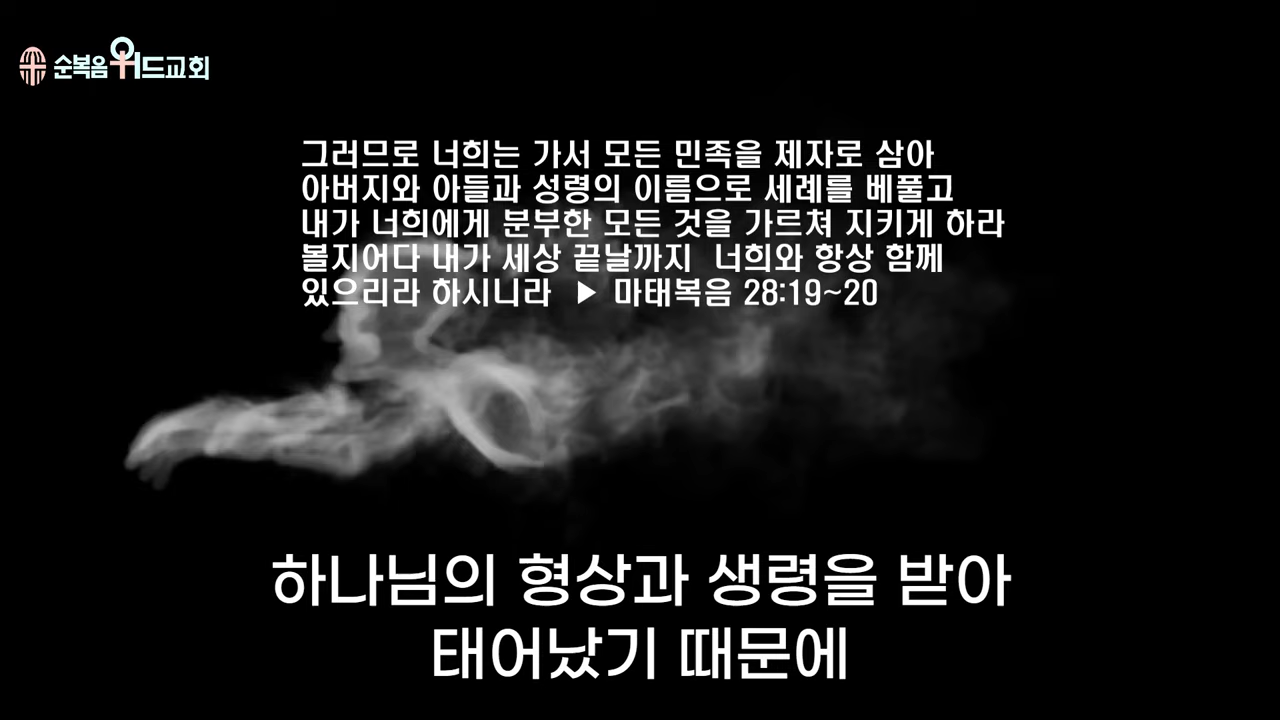 순복음위드교회
그러므로 너희는 가서 모든 민족을 제자로 삼아
아버지와 아들과 성령의 이름으로 세례를 베풀고
내가 너희에게 분부한 모든 것을 가르쳐 지키게 하라
볼지어다 내가 세상 끝날까지 너희와 항상 함께
있으리라 하시니라 ▶ 마태복음 28:19~20
하나님의 형상과 생령을 받아
태어났기 때문에